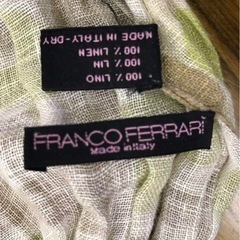 100% LINO
100% LIN
100% LINEN
MADE IN ITALY-DRY
FRANCO FERRARI
Made in Italy